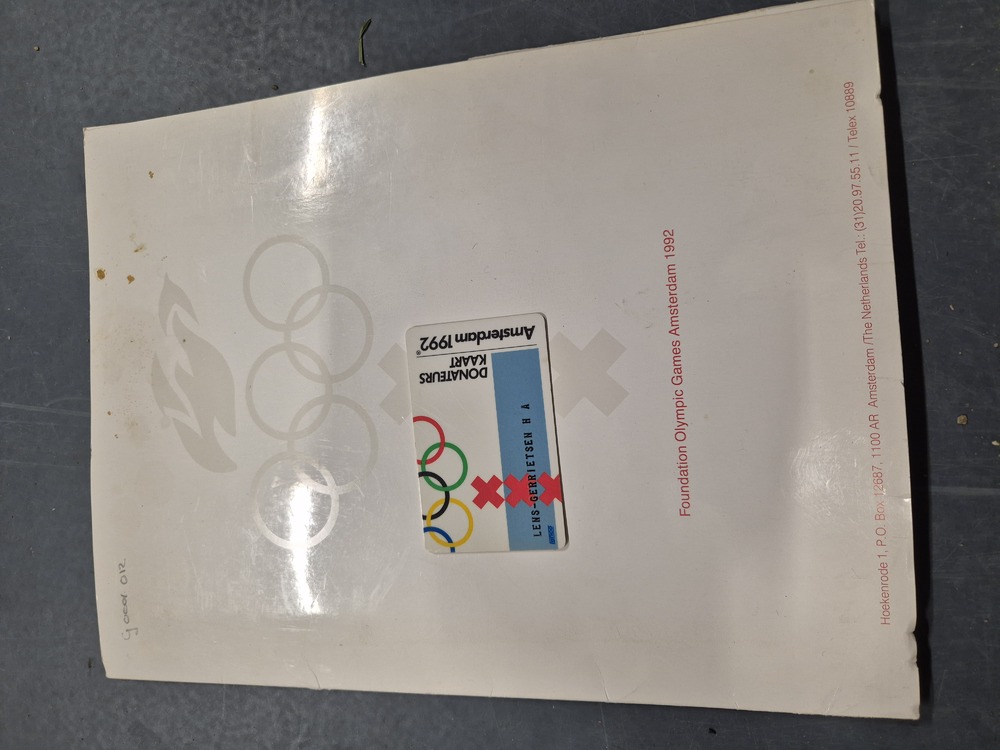 Amsterdam 1992®
DONATEURS
KAART
LENS-GERRIETSEN H A
Foundation Olympic Games Amsterdam 1992
Hoekenrode 1, P.O. Box 12687, 1100 AR Amsterdam /The Netherlands Tel.: (31)20.97.55.11 / Telex 10889